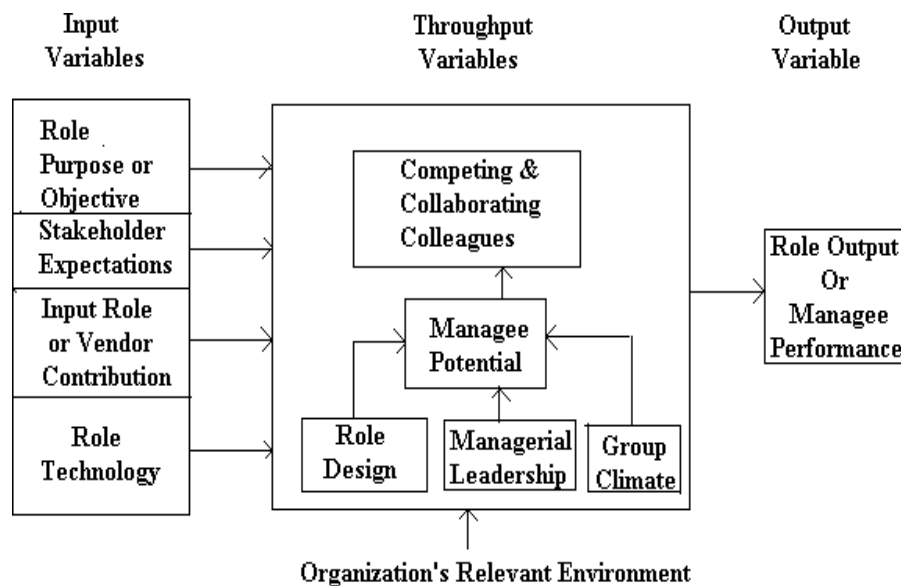 Input
Variables
Throughput
Variables
Output
Variable
Role
Purpose or
Objective
Stakeholder
Expectations
Input Role
or Vendor
Contribution
Role
Technology
Competing &
Collaborating
Colleagues
Managee
Potential
Role
Design
Managerial
Leadership
Group
Climate
Role Output
Or
Managee
Performance
Organization's Relevant Environment